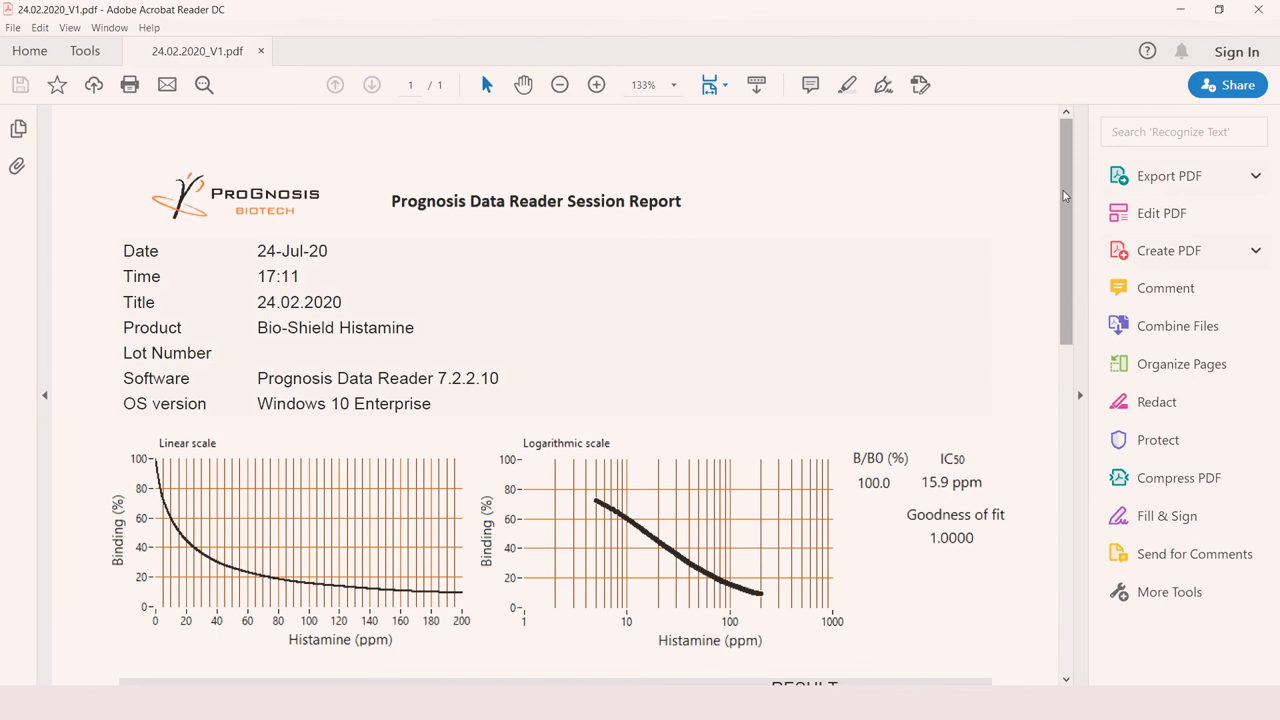 24.02.2020_V1.pdf - Adobe Acrobat Reader DC
File Edit View Window Help
Home Tools 24.02.2020_V1.pdf × Sign In
1 / 1 133% Share
Search 'Recognize Text'
Export PDF
Edit PDF
Create PDF
Comment
Combine Files
Organize Pages
Redact
Protect
Compress PDF
Fill & Sign
Send for Comments
More Tools
PROGNOSIS
BIOTECH
Prognosis Data Reader Session Report
Date 24-Jul-20
Time 17:11
Title 24.02.2020
Product Bio-Shield Histamine
Lot Number
Software Prognosis Data Reader 7.2.2.10
OS version Windows 10 Enterprise
Linear scale
Binding (%)
100
80
60
40
20
0
0 20 40 60 80 100 120 140 160 180 200
Histamine (ppm)
Logarithmic scale
Binding (%)
100
80
60
40
20
0
1 10 100 1000
Histamine (ppm)
B/B0 (%) IC50
100.0 15.9 ppm
Goodness of fit
1.0000
RESULT